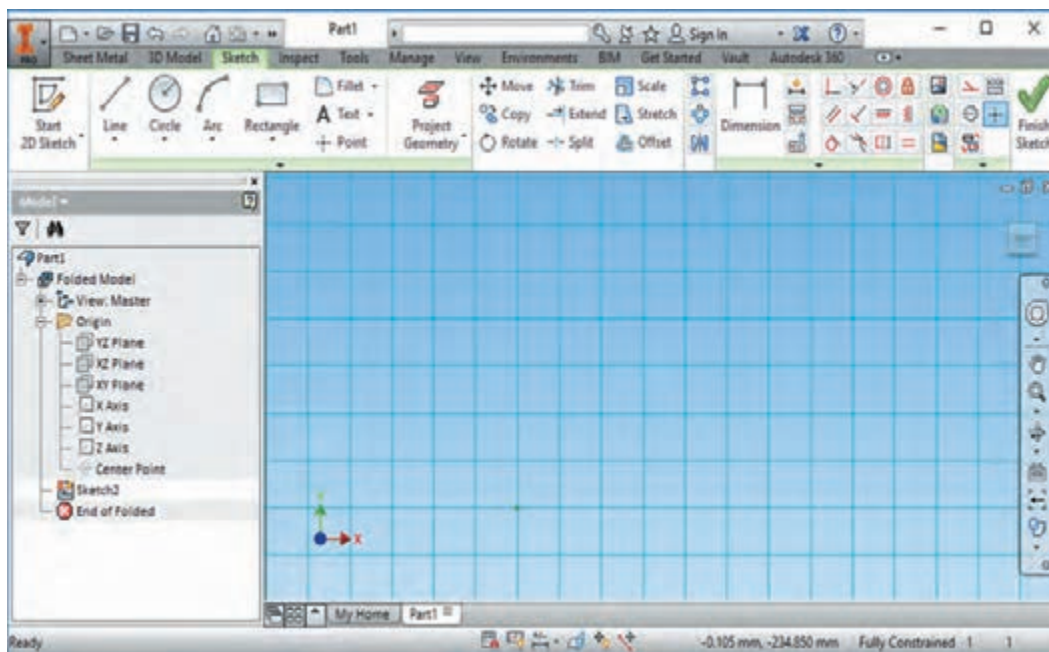 Part1
Sign In
PRO
Sheet Metal 3D Model Sketch Inspect Tools Manage View Environments BIM Get Started Vault Autodesk 360
Start
2D Sketch
Line
Circle
Arc
Rectangle
Fillet
Text
Point
Project
Geometry
Move
Trim
Scale
Copy
Extend
Stretch
Rotate
Split
Offset
Dimension
Finish
Sketch
Model
Part1
Folded Model
View: Master
Origin
YZ Plane
XZ Plane
XY Plane
X Axis
Y Axis
Z Axis
Center Point
Sketch2
End of Folded
X
My Home Part1
Ready -0.105 mm, -234.850 mm Fully Constrained 1 1